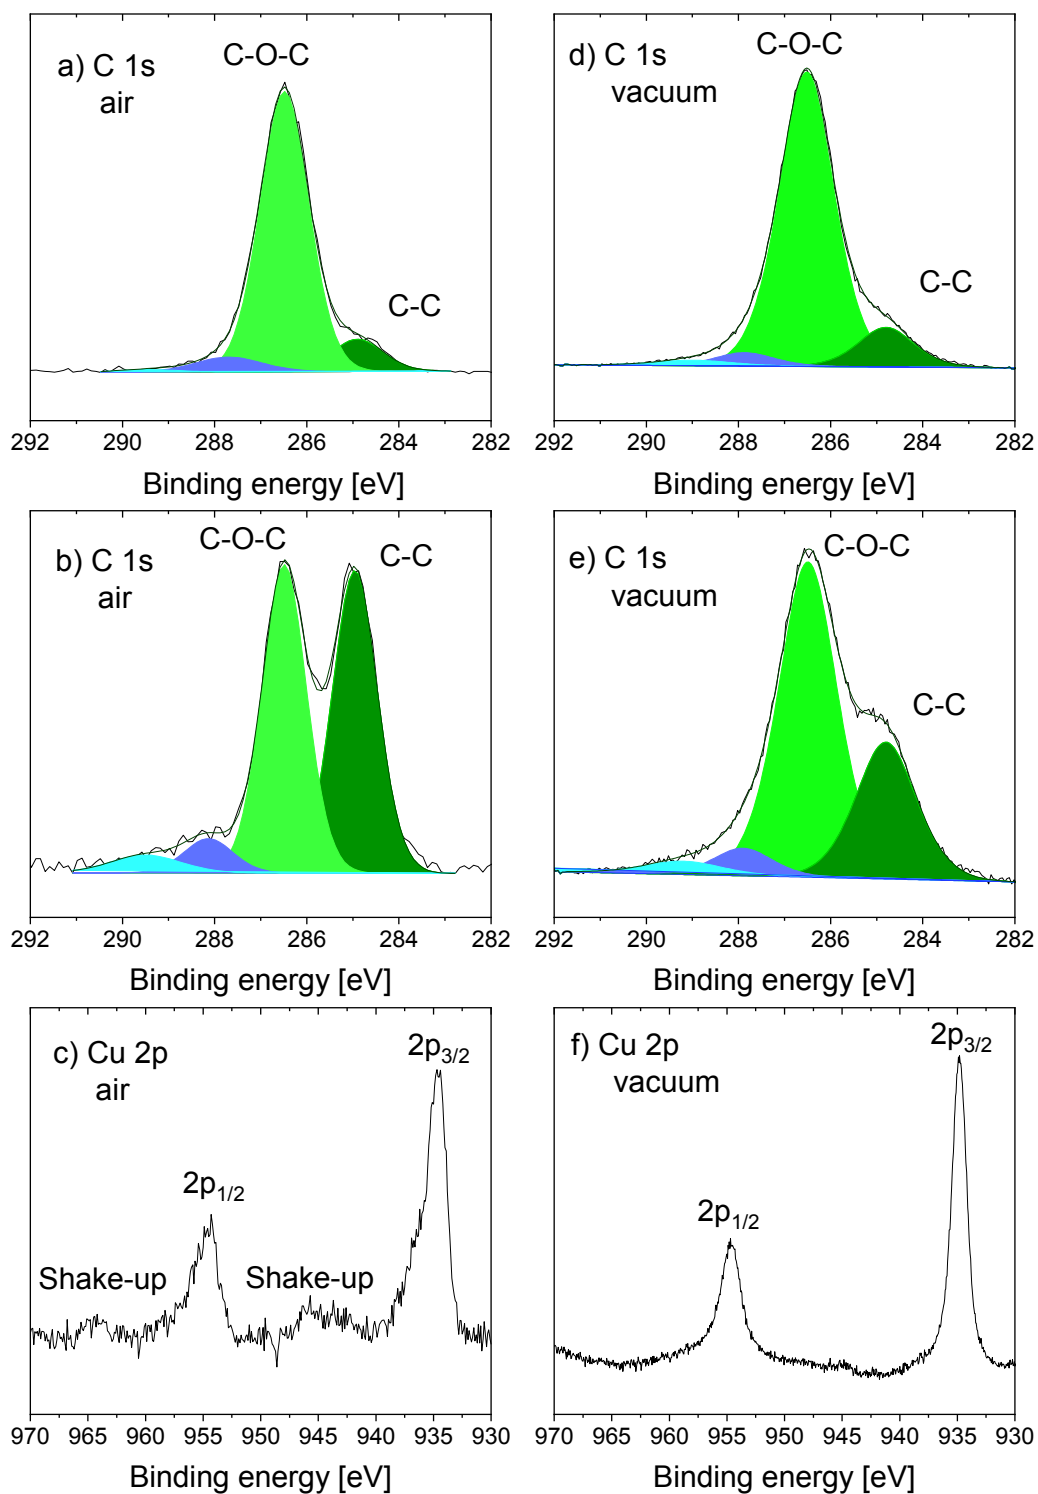 a) C 1s
air
C-O-C
C-C
292 290 288 286 284 282
Binding energy [eV]
d) C 1s
vacuum
C-O-C
C-C
292 290 288 286 284 282
Binding energy [eV]
b) C 1s
air
C-O-C
C-C
292 290 288 286 284 282
Binding energy [eV]
e) C 1s
vacuum
C-O-C
C-C
292 290 288 286 284 282
Binding energy [eV]
c) Cu 2p
air
2p3/2
2p1/2
Shake-up
Shake-up
970 965 960 955 950 945 940 935 930
Binding energy [eV]
f) Cu 2p
vacuum
2p3/2
2p1/2
970 965 960 955 950 945 940 935 930
Binding energy [eV]